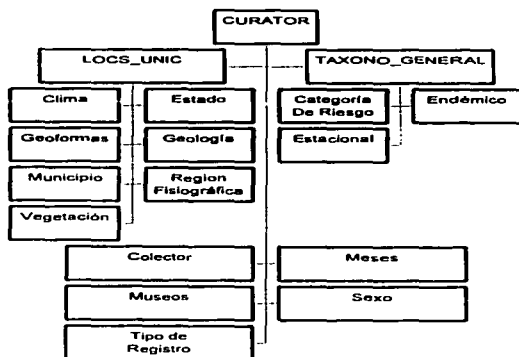 CURATOR
LOCS_UNIC
TAXONO_GENERAL
Clima
Estado
Categoría
De Riesgo
Endémico
Geoformas
Geología
Estacional
Municipio
Region
Fisiográfica
Vegetación
Colector
Meses
Museos
Sexo
Tipo de
Registro